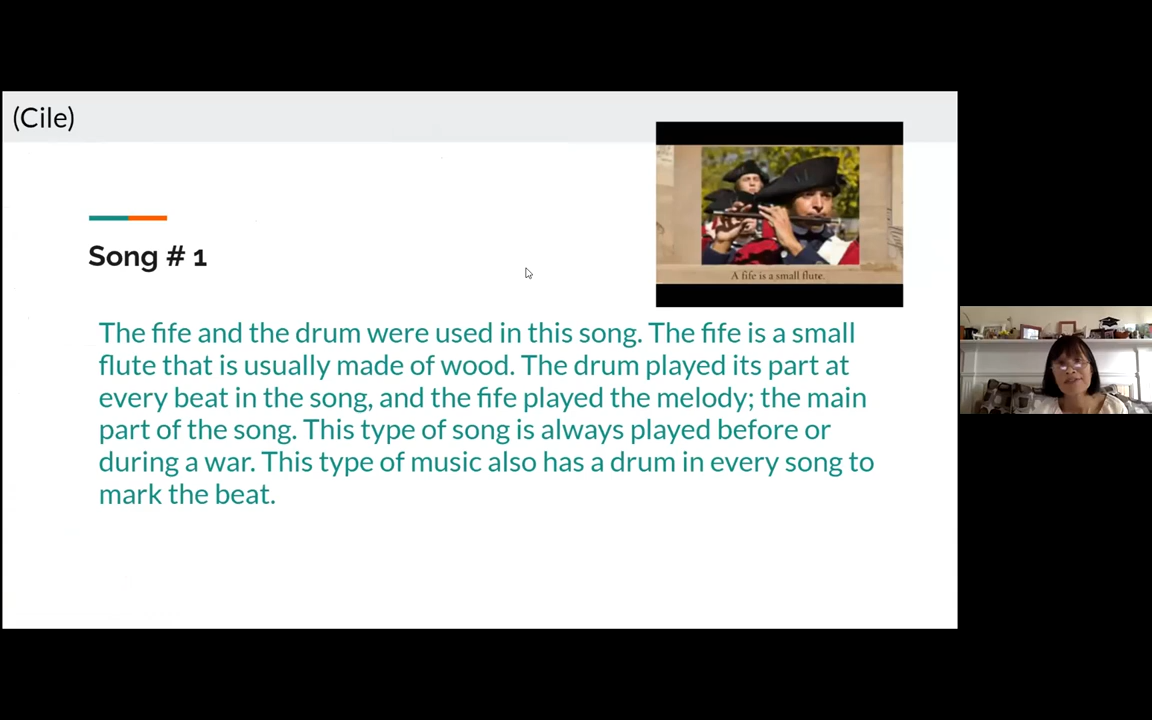 (Cile)
A fife is a small flute.
Song # 1
The fife and the drum were used in this song. The fife is a small
flute that is usually made of wood. The drum played its part at
every beat in the song, and the fife played the melody; the main
part of the song. This type of song is always played before or
during a war. This type of music also has a drum in every song to
mark the beat.